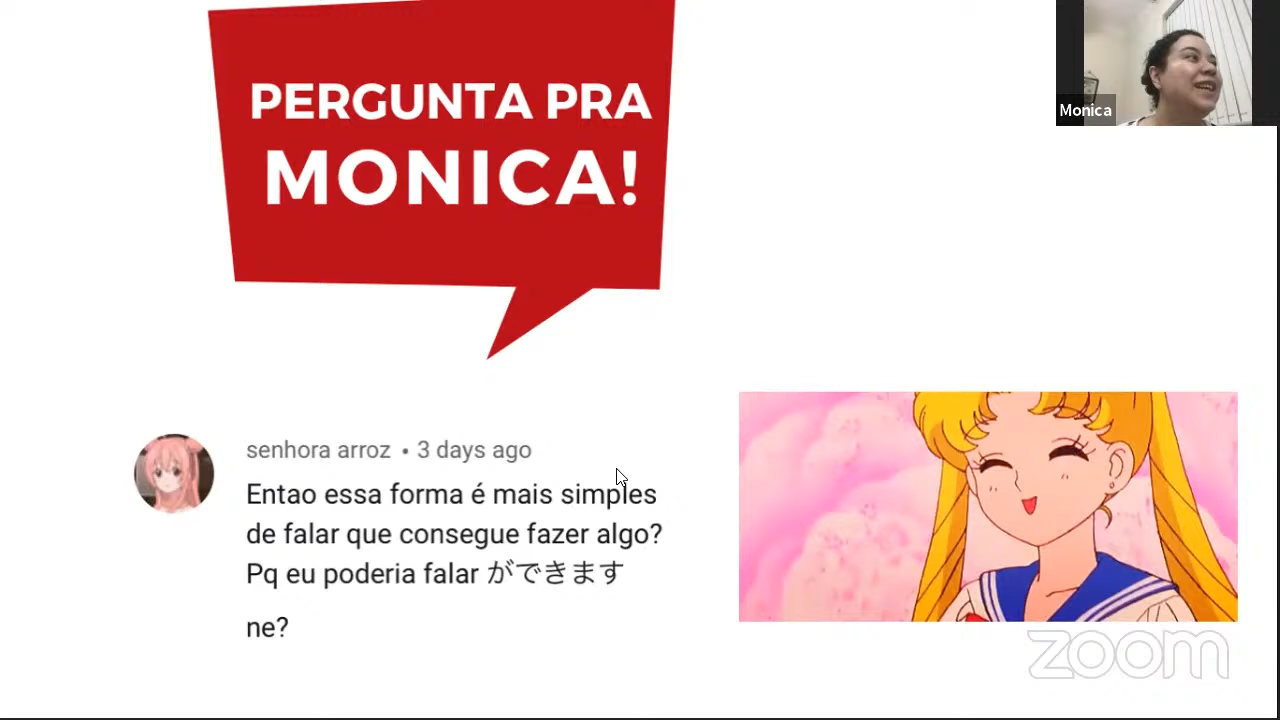 PERGUNTA PRA
MONICA!
Monica
senhora arroz • 3 days ago
Entao essa forma é mais simples
de falar que consegue fazer algo?
Pq eu poderia falar ができます
ne?
zoom